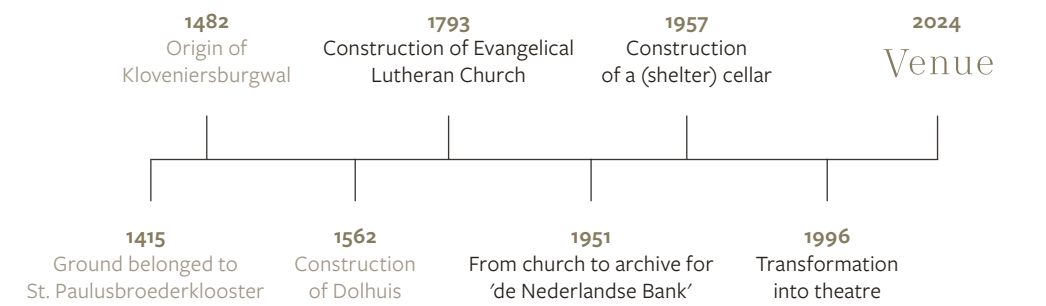 1482
Origin of
Kloveniersburgwal
1793
Construction of Evangelical
Lutheran Church
1957
Construction
of a (shelter) cellar
2024
Venue
1415
Ground belonged to
St. Paulusbroederklooster
1562
Construction
of Dolhuis
1951
From church to archive for
'de Nederlandse Bank'
1996
Transformation
into theatre